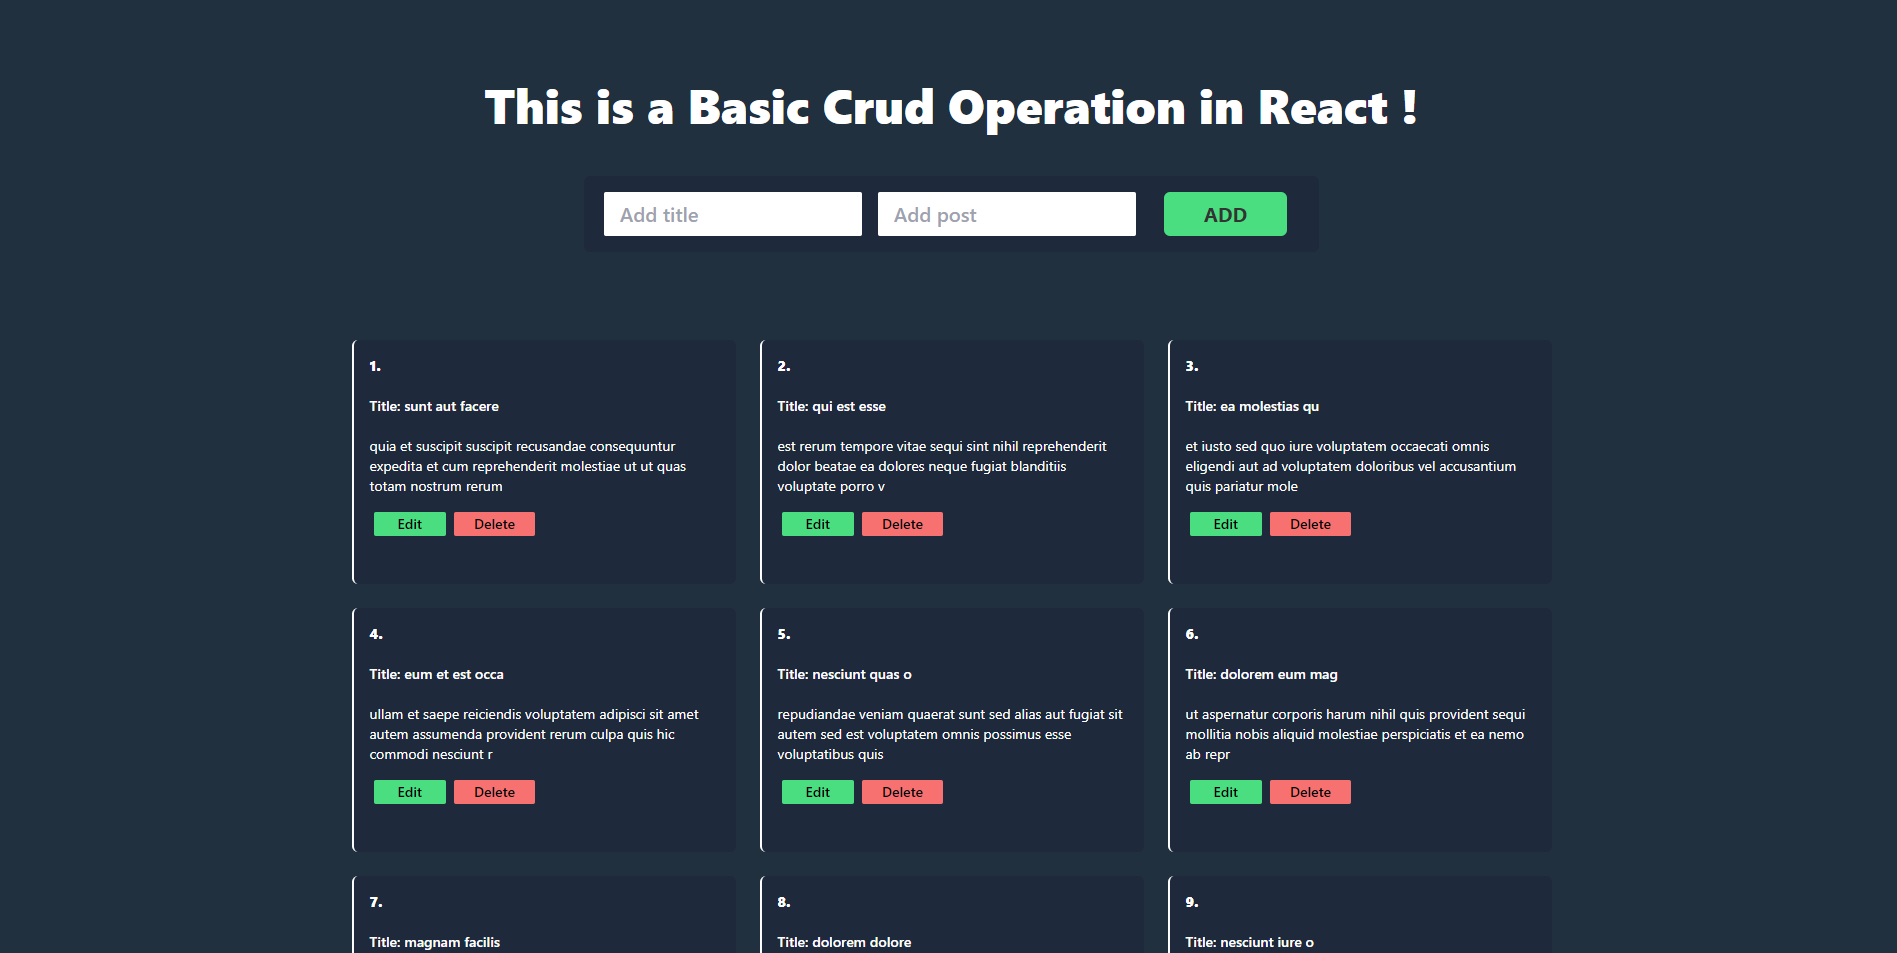 This is a Basic Crud Operation in React !
Add title
Add post
ADD
1.
Title: sunt aut facere
quia et suscipit suscipit recusandae consequuntur
expedita et cum reprehenderit molestiae ut ut quas
totam nostrum rerum
Edit Delete
2.
Title: qui est esse
est rerum tempore vitae sequi sint nihil reprehenderit
dolor beatae ea dolores neque fugiat blanditiis
voluptate porro v
Edit Delete
3.
Title: ea molestias qu
et iusto sed quo iure voluptatem occaecati omnis
eligendi aut ad voluptatem doloribus vel accusantium
quis pariatur mole
Edit Delete
4.
Title: eum et est occa
ullam et saepe reiciendis voluptatem adipisci sit amet
autem assumenda provident rerum culpa quis hic
commodi nesciunt r
Edit Delete
5.
Title: nesciunt quas o
repudiandae veniam quaerat sunt sed alias aut fugiat sit
autem sed est voluptatem omnis possimus esse
voluptatibus quis
Edit Delete
6.
Title: dolorem eum mag
ut aspernatur corporis harum nihil quis provident sequi
mollitia nobis aliquid molestiae perspiciatis et ea nemo
ab repr
Edit Delete
7.
Title: magnam facilis
8.
Title: dolorem dolore
9.
Title: nesciunt iure o